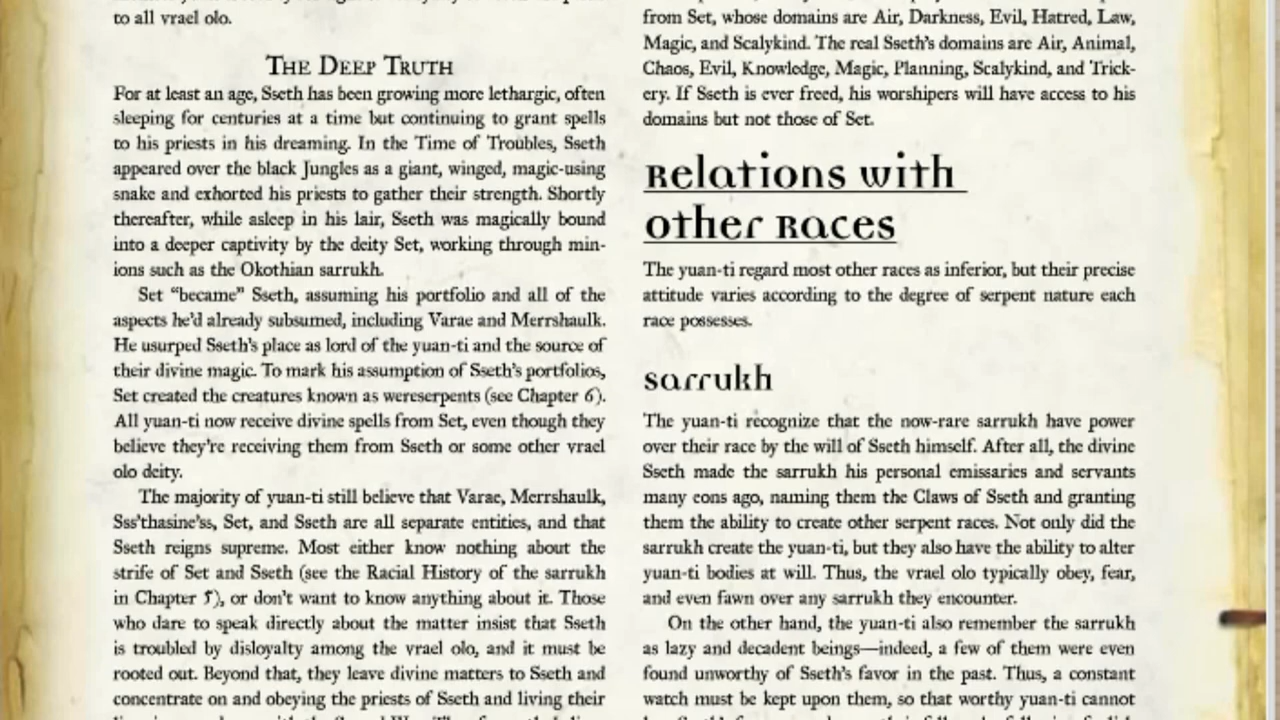 to all vrael olo.
The Deep Truth
For at least an age, Sseth has been growing more lethargic, often
sleeping for centuries at a time but continuing to grant spells
to his priests in his dreaming. In the Time of Troubles, Sseth
appeared over the black Jungles as a giant, winged, magic-using
snake and exhorted his priests to gather their strength. Shortly
thereafter, while asleep in his lair, Sseth was magically bound
into a deeper captivity by the deity Set, working through min-
ions such as the Okothian sarrukh.
Set “became” Sseth, assuming his portfolio and all of the
aspects he'd already subsumed, including Varae and Merrshaulk.
He usurped Sseth's place as lord of the yuan-ti and the source of
their divine magic. To mark his assumption of Sseth's portfolios,
Set created the creatures known as wereserpents (see Chapter 6).
All yuan-ti now receive divine spells from Set, even though they
believe they're receiving them from Sseth or some other vrael
olo deity.
The majority of yuan-ti still believe that Varae, Merrshaulk,
Sss'thasine'ss, Set, and Sseth are all separate entities, and that
Sseth reigns supreme. Most either know nothing about the
strife of Set and Sseth (see the Racial History of the sarrukh
in Chapter 5), or don't want to know anything about it. Those
who dare to speak directly about the matter insist that Sseth
is troubled by disloyalty among the vrael olo, and it must be
rooted out. Beyond that, they leave divine matters to Sseth and
concentrate on and obeying the priests of Sseth and living their
from Set, whose domains are Air, Darkness, Evil, Hatred, Law,
Magic, and Scalykind. The real Sseth's domains are Air, Animal,
Chaos, Evil, Knowledge, Magic, Planning, Scalykind, and Trick-
ery. If Sseth is ever freed, his worshipers will have access to his
domains but not those of Set.
Relations with
other Races
The yuan-ti regard most other races as inferior, but their precise
attitude varies according to the degree of serpent nature each
race possesses.
sarrukh
The yuan-ti recognize that the now-rare sarrukh have power
over their race by the will of Sseth himself. After all, the divine
Sseth made the sarrukh his personal emissaries and servants
many eons ago, naming them the Claws of Sseth and granting
them the ability to create other serpent races. Not only did the
sarrukh create the yuan-ti, but they also have the ability to alter
yuan-ti bodies at will. Thus, the vrael olo typically obey, fear,
and even fawn over any sarrukh they encounter.
On the other hand, the yuan-ti also remember the sarrukh
as lazy and decadent beings—indeed, a few of them were even
found unworthy of Sseth's favor in the past. Thus, a constant
watch must be kept upon them, so that worthy yuan-ti cannot